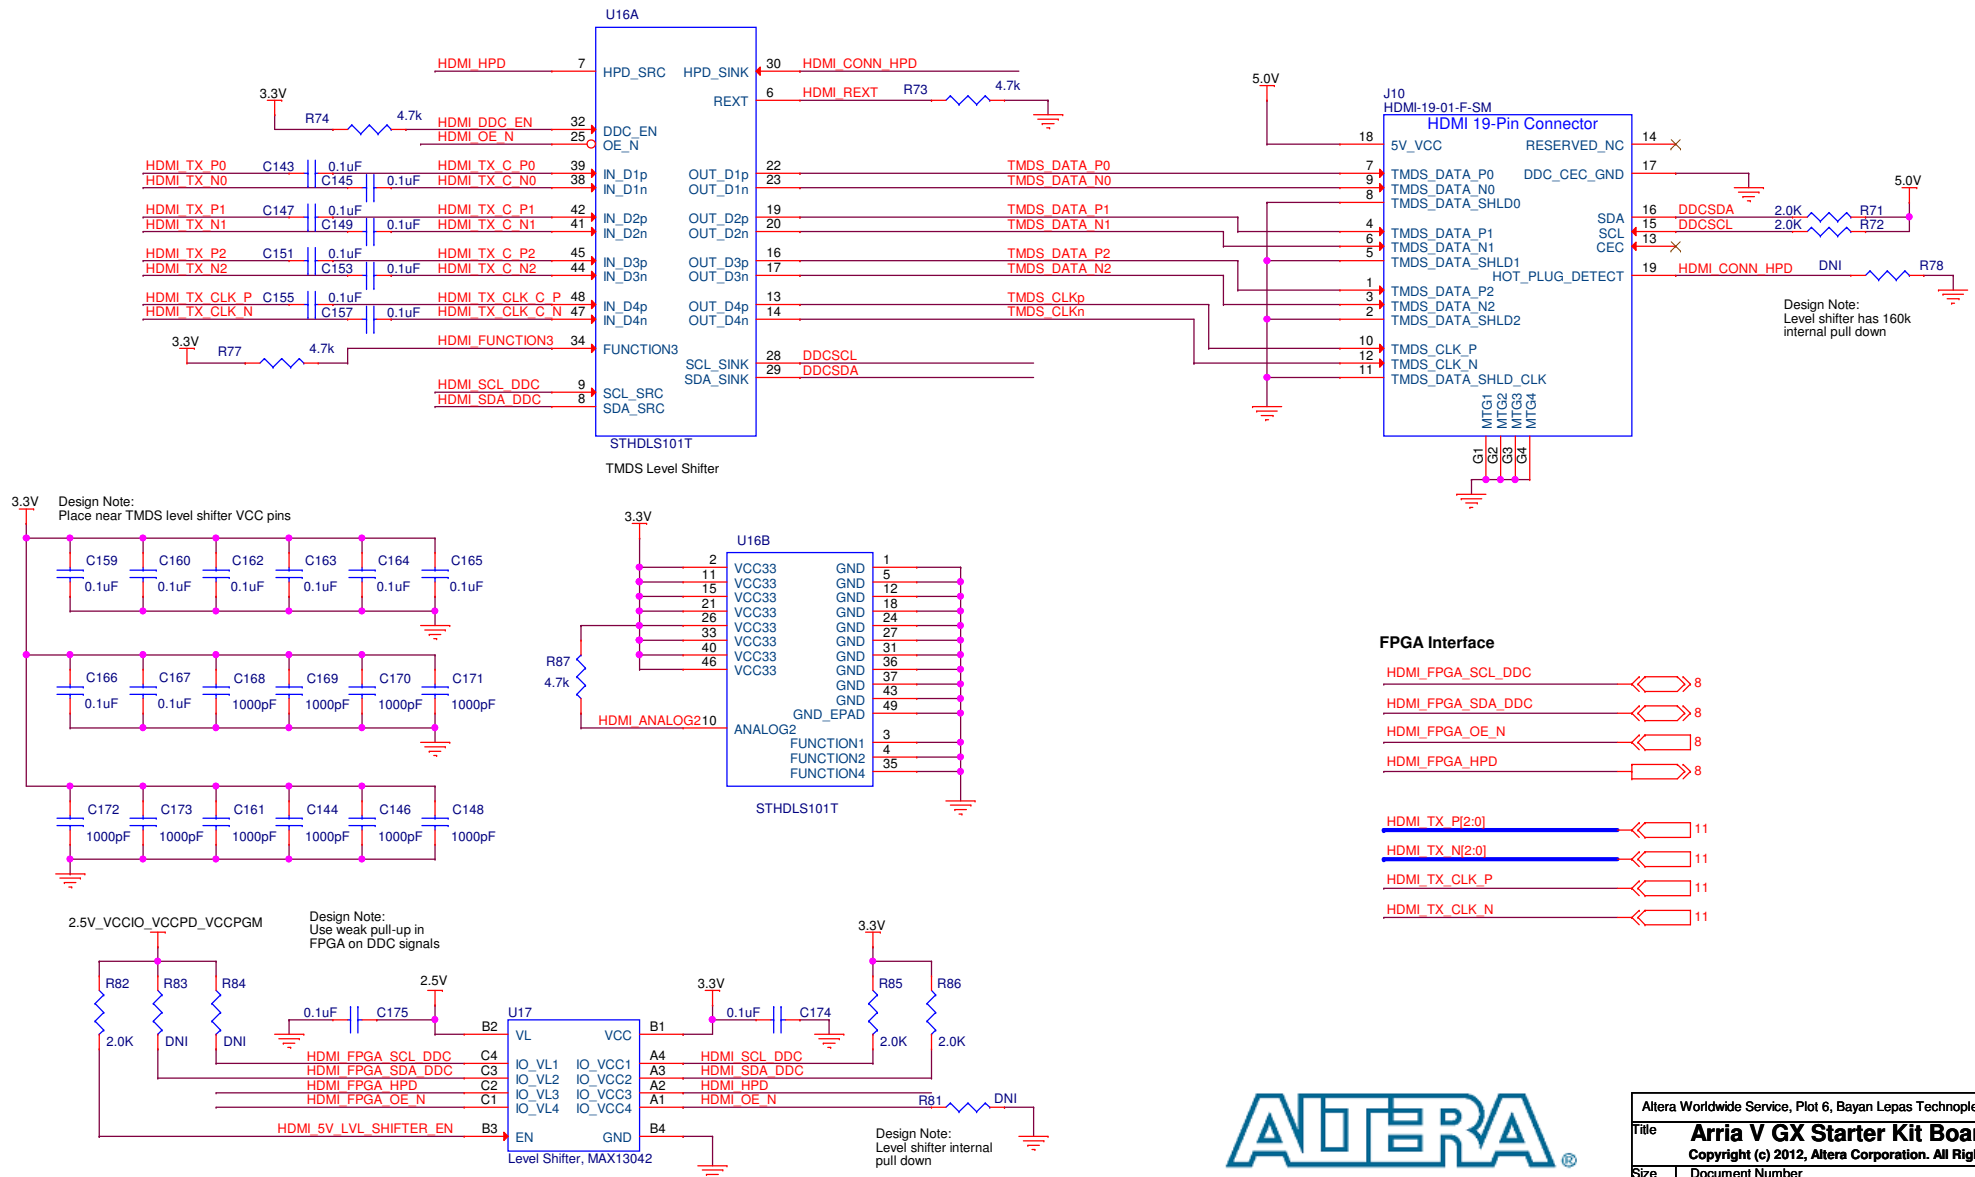 U16A
HDMI_HPD 7 HPD_SRC HPD_SINK 30 HDMI_CONN_HPD
REXT 6 HDMI_REXT R73 4.7k
3.3V
R74 4.7k HDMI_DDC_EN 32 DDC_EN
HDMI_OE_N 25 OE_N
HDMI_TX_P0 C143 0.1uF HDMI_TX_C_P0 39 IN_D1p OUT_D1p 22 TMDS_DATA_P0
HDMI_TX_N0 C145 0.1uF HDMI_TX_C_N0 38 IN_D1n OUT_D1n 23 TMDS_DATA_N0
HDMI_TX_P1 C147 0.1uF HDMI_TX_C_P1 42 IN_D2p OUT_D2p 19 TMDS_DATA_P1
HDMI_TX_N1 C149 0.1uF HDMI_TX_C_N1 41 IN_D2n OUT_D2n 20 TMDS_DATA_N1
HDMI_TX_P2 C151 0.1uF HDMI_TX_C_P2 45 IN_D3p OUT_D3p 16 TMDS_DATA_P2
HDMI_TX_N2 C153 0.1uF HDMI_TX_C_N2 44 IN_D3n OUT_D3n 17 TMDS_DATA_N2
HDMI_TX_CLK_P C155 0.1uF HDMI_TX_CLK_C_P 48 IN_D4p OUT_D4p 13 TMDS_CLKp
HDMI_TX_CLK_N C157 0.1uF HDMI_TX_CLK_C_N 47 IN_D4n OUT_D4n 14 TMDS_CLKn
3.3V
R77 4.7k HDMI_FUNCTION3 34 FUNCTION3
SCL_SINK 28 DDCSCL
SDA_SINK 29 DDCSDA
HDMI_SCL_DDC 9 SCL_SRC
HDMI_SDA_DDC 8 SDA_SRC
STHDLS101T
TMDS Level Shifter
5.0V
J10
HDMI-19-01-F-SM
HDMI 19-Pin Connector
18 5V_VCC RESERVED_NC 14
7 TMDS_DATA_P0 DDC_CEC_GND 17
9 TMDS_DATA_N0
8 TMDS_DATA_SHLD0
5.0V
SDA 16 DDCSDA 2.0K R71
4 TMDS_DATA_P1 SCL 15 DDCSCL 2.0K R72
6 TMDS_DATA_N1 CEC 13
5 TMDS_DATA_SHLD1
HOT_PLUG_DETECT 19 HDMI_CONN_HPD DNI R78
1 TMDS_DATA_P2
3 TMDS_DATA_N2
2 TMDS_DATA_SHLD2
10 TMDS_CLK_P
12 TMDS_CLK_N
11 TMDS_DATA_SHLD_CLK
MTG1 MTG2 MTG3 MTG4
G1 G2 G3 G4
Design Note:
Level shifter has 160k
internal pull down
3.3V
Design Note:
Place near TMDS level shifter VCC pins
C159 C160 C162 C163 C164 C165
0.1uF 0.1uF 0.1uF 0.1uF 0.1uF 0.1uF
C166 C167 C168 C169 C170 C171
0.1uF 0.1uF 1000pF 1000pF 1000pF 1000pF
C172 C173 C161 C144 C146 C148
1000pF 1000pF 1000pF 1000pF 1000pF 1000pF
3.3V
U16B
2 VCC33 GND 1
11 VCC33 GND 5
15 VCC33 GND 12
21 VCC33 GND 18
26 VCC33 GND 24
33 VCC33 GND 27
40 VCC33 GND 31
46 VCC33 GND 36
GND 37
GND 43
GND_EPAD 49
R87
4.7k
HDMI_ANALOG2 10 ANALOG2
FUNCTION1 3
FUNCTION2 4
FUNCTION4 35
STHDLS101T
FPGA Interface
HDMI_FPGA_SCL_DDC 8
HDMI_FPGA_SDA_DDC 8
HDMI_FPGA_OE_N 8
HDMI_FPGA_HPD 8
HDMI_TX_P[2:0] 11
HDMI_TX_N[2:0] 11
HDMI_TX_CLK_P 11
HDMI_TX_CLK_N 11
2.5V_VCCIO_VCCPD_VCCPGM
Design Note:
Use weak pull-up in
FPGA on DDC signals
R82 R83 R84
2.0K DNI DNI
2.5V
0.1uF C175
3.3V
0.1uF C174
3.3V
R85 R86
2.0K 2.0K
U17
B2 VL VCC B1
HDMI_FPGA_SCL_DDC C4 IO_VL1 IO_VCC1 A4 HDMI_SCL_DDC
HDMI_FPGA_SDA_DDC C3 IO_VL2 IO_VCC2 A3 HDMI_SDA_DDC
HDMI_FPGA_HPD C2 IO_VL3 IO_VCC3 A2 HDMI_HPD
HDMI_FPGA_OE_N C1 IO_VL4 IO_VCC4 A1 HDMI_OE_N R81 DNI
HDMI_5V_LVL_SHIFTER_EN B3 EN GND B4
Level Shifter, MAX13042
Design Note:
Level shifter internal
pull down
ALTERA ®
Altera Worldwide Service, Plot 6, Bayan Lepas Technople
Title
Arria V GX Starter Kit Boar
Copyright (c) 2012, Altera Corporation. All Righ
Size Document Number